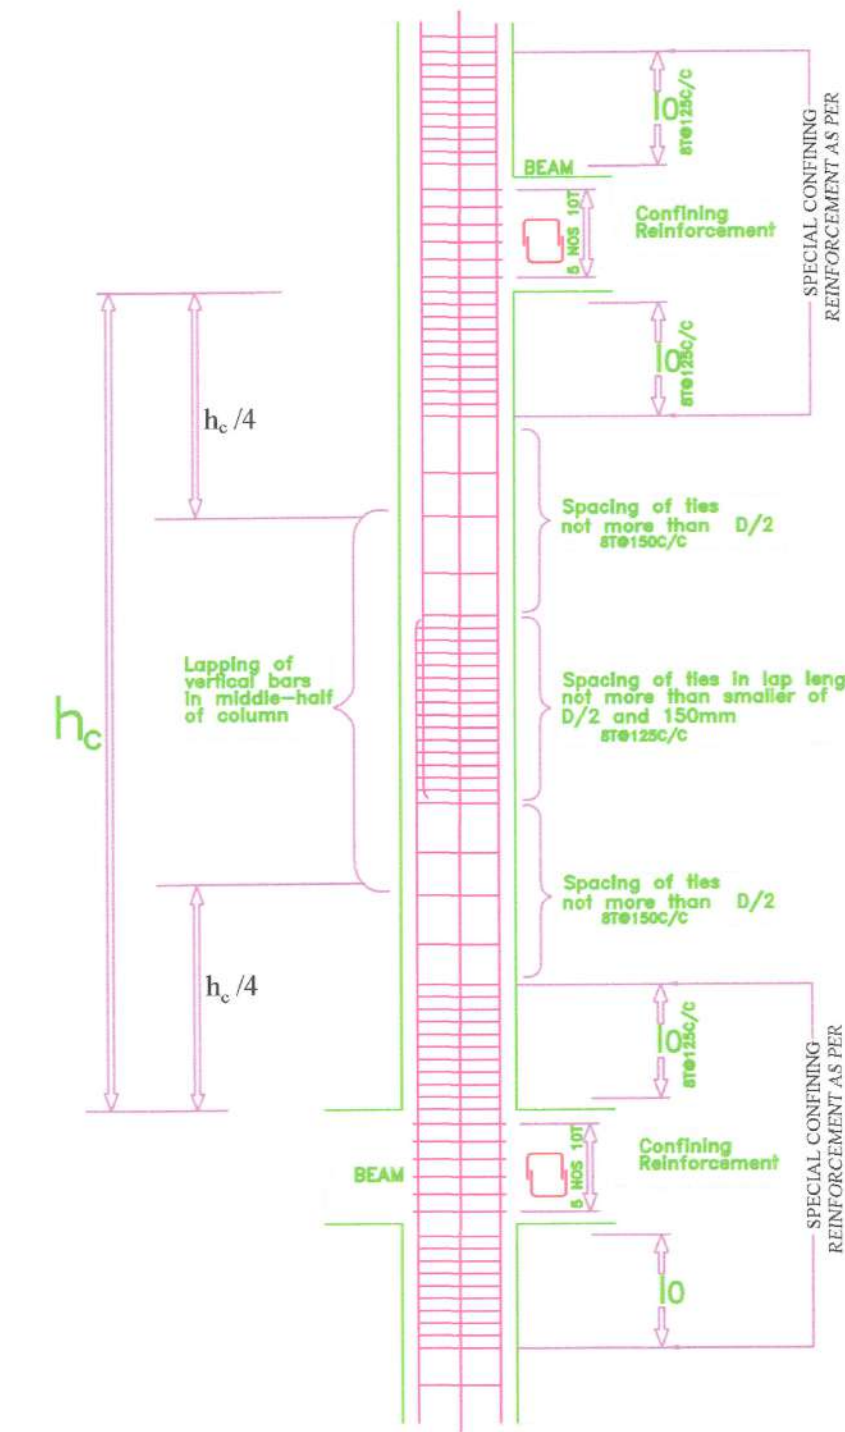 l0
8T@125C/C
SPECIAL CONFINING
REINFORCEMENT AS PER
BEAM
5 NOS 10T
Confining
Reinforcement
l0
8T@125C/C
hc /4
Spacing of ties
not more than D/2
8T@150C/C
Lapping of
vertical bars
in middle-half
of column
Spacing of ties in lap leng
not more than smaller of
D/2 and 150mm
8T@125C/C
hc
Spacing of ties
not more than D/2
8T@150C/C
hc /4
l0
8T@125C/C
SPECIAL CONFINING
REINFORCEMENT AS PER
BEAM
5 NOS 10T
Confining
Reinforcement
l0